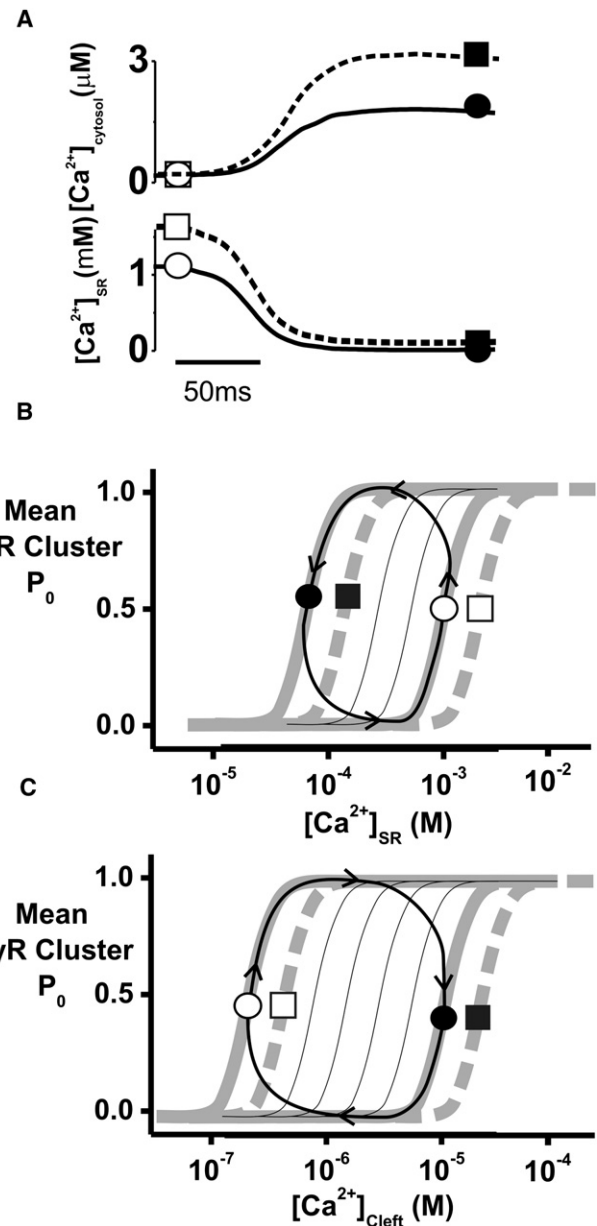 A
3
0
[Ca²⁺]cytosol(µM)
1
0
[Ca²⁺]SR(mM)
50ms
B
Mean
R Cluster
P₀
1.0
0.5
0.0
10⁻⁵
10⁻⁴
10⁻³
10⁻²
[Ca²⁺]SR (M)
C
Mean
yR Cluster
P₀
1.0
0.5
0.0
10⁻⁷
10⁻⁶
10⁻⁵
10⁻⁴
[Ca²⁺]Cleft (M)